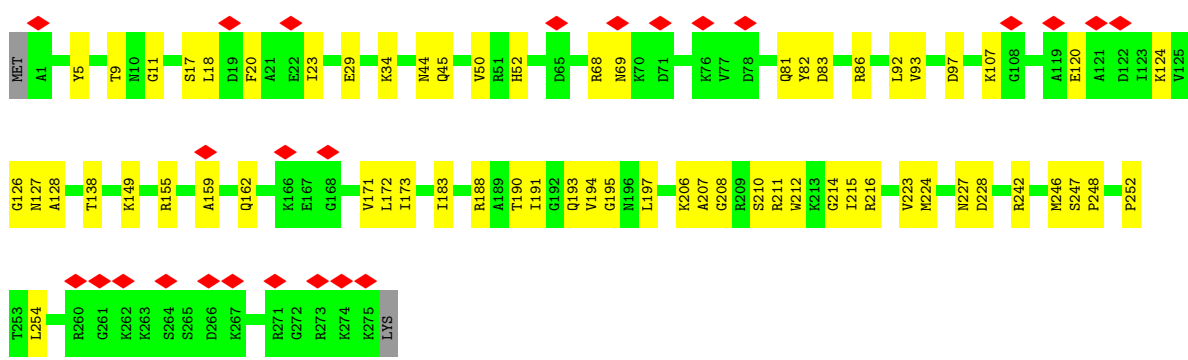 MET A1 Y5 T9 N10 G11 S17 L18 D19 F20 A21 E22 I23 E29 K34 N44 Q45 V50 R51 H52 D65 R68 N69 K70 D71 K76 V77 D78 Q81 Y82 D83 R86 L92 V93 D97 K107 G108 A119 E120 A121 D122 I123 K124 V125
G126 N127 A128 T138 K149 R155 A159 Q162 K166 E167 G168 V171 L172 I173 I183 R188 A189 T190 I191 G192 Q193 V194 G195 N196 L197 K206 A207 G208 R209 S210 R211 W212 K213 G214 I215 R216 V223 M224 N227 D228 R242 M246 S247 P248 P252
T253 L254 R260 G261 K262 K263 S264 S265 D266 K267 R271 G272 R273 K274 K275 LYS